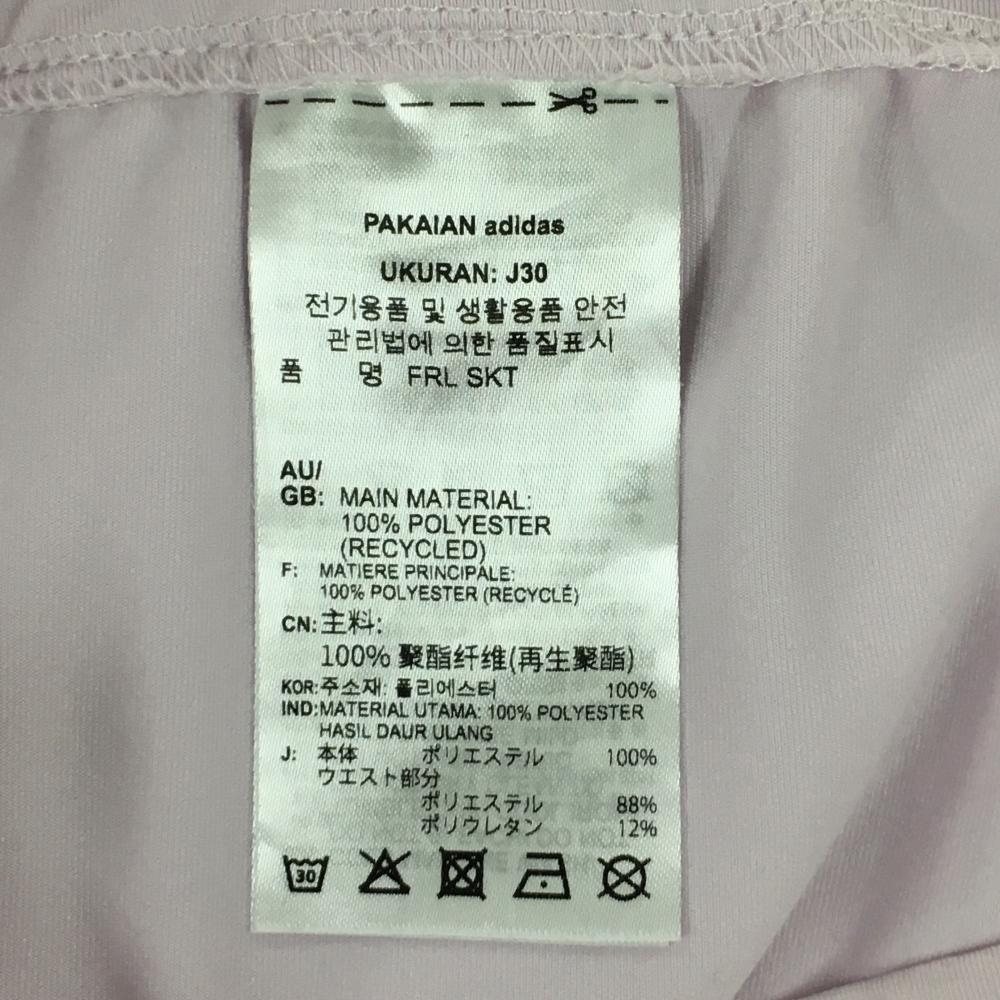 PAKAIAN adidas
UKURAN: J30
전기용품 및 생활용품 안전
관리법에 의한 품질표시
품 명 FRL SKT
AU/
GB: MAIN MATERIAL:
100% POLYESTER
(RECYCLED)
F: MATIERE PRINCIPALE:
100% POLYESTER (RECYCLÉ)
CN: 主料:
100% 聚酯纤维(再生聚酯)
KOR: 주소재: 폴리에스터 100%
IND: MATERIAL UTAMA: 100% POLYESTER
HASIL DAUR ULANG
J: 本体 ポリエステル 100%
ウエスト部分
ポリエステル 88%
ポリウレタン 12%
30